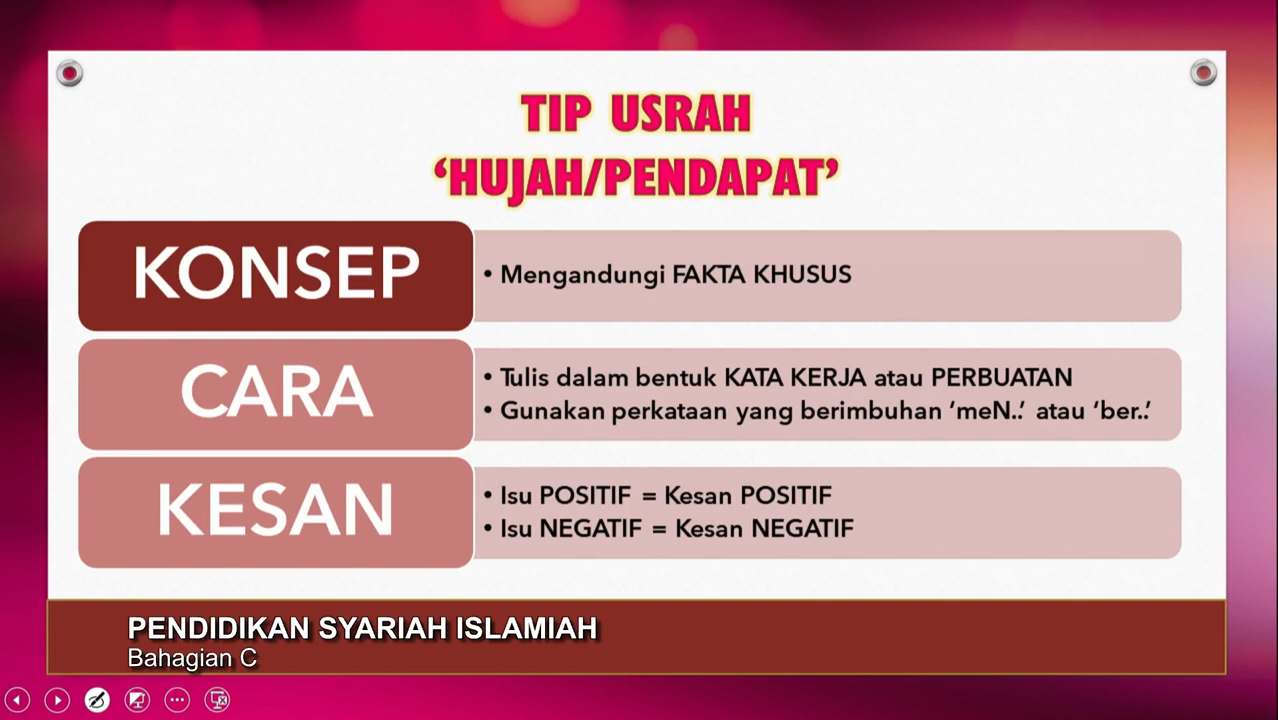 TIP USRAH
‘HUJAH/PENDAPAT’
KONSEP
• Mengandungi FAKTA KHUSUS
CARA
• Tulis dalam bentuk KATA KERJA atau PERBUATAN
• Gunakan perkataan yang berimbuhan ‘meN..’ atau ‘ber..’
KESAN
• Isu POSITIF = Kesan POSITIF
• Isu NEGATIF = Kesan NEGATIF
PENDIDIKAN SYARIAH ISLAMIAH
Bahagian C